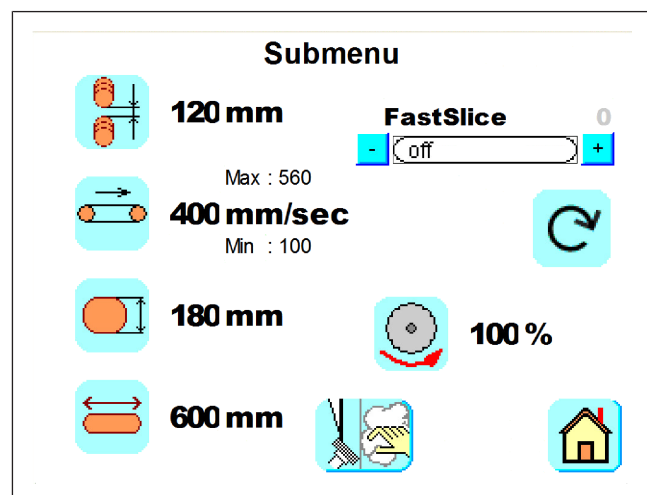 Submenu
120 mm
FastSlice 0
- off +
Max : 560
400 mm/sec
Min : 100
180 mm
100 %
600 mm